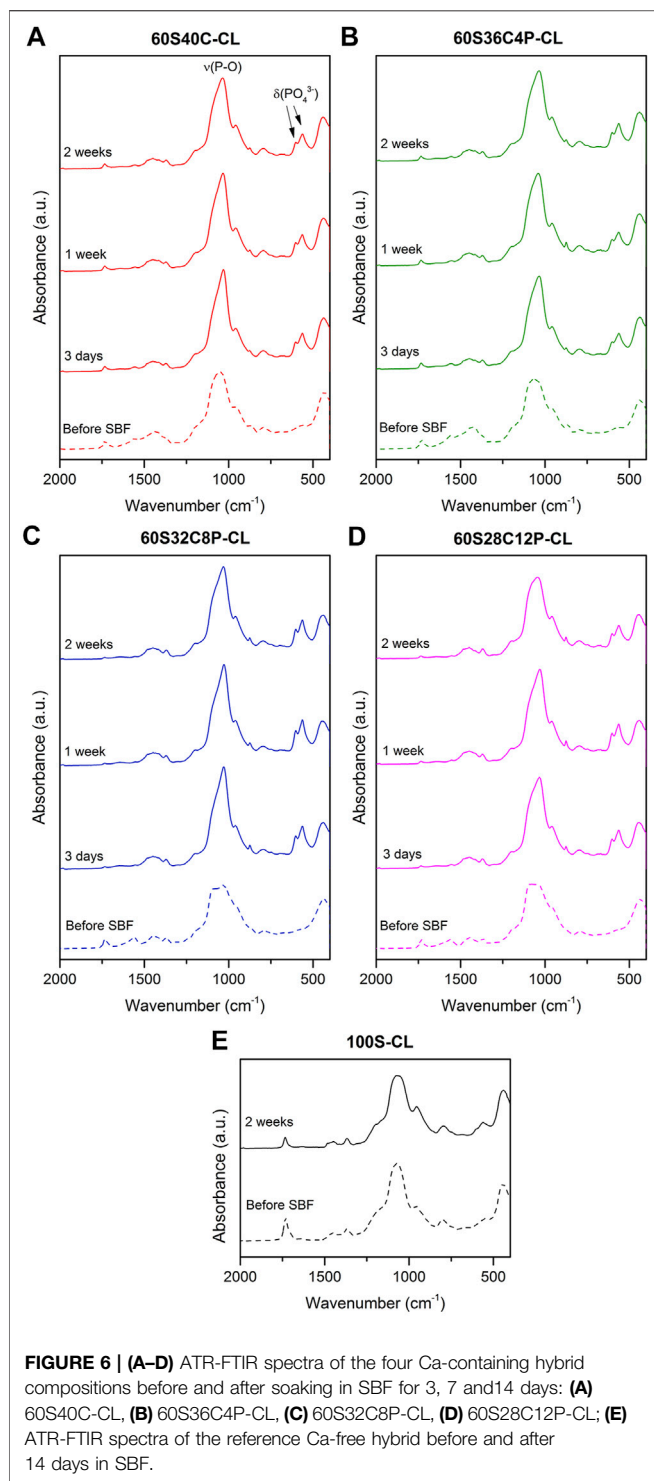 A
60S40C-CL
ν(P-O)
δ(PO₄³⁻)
2 weeks
1 week
3 days
Before SBF
Absorbance (a.u.)
2000 1500 1000 500
Wavenumber (cm⁻¹)
B
60S36C4P-CL
2 weeks
1 week
3 days
Before SBF
Absorbance (a.u.)
2000 1500 1000 500
Wavenumber (cm⁻¹)
C
60S32C8P-CL
2 weeks
1 week
3 days
Before SBF
Absorbance (a.u.)
2000 1500 1000 500
Wavenumber (cm⁻¹)
D
60S28C12P-CL
2 weeks
1 week
3 days
Before SBF
Absorbance (a.u.)
2000 1500 1000 500
Wavenumber (cm⁻¹)
E
100S-CL
2 weeks
Before SBF
Absorbance (a.u.)
2000 1500 1000 500
Wavenumber (cm⁻¹)
FIGURE 6 | (A–D) ATR-FTIR spectra of the four Ca-containing hybrid
compositions before and after soaking in SBF for 3, 7 and14 days: (A)
60S40C-CL, (B) 60S36C4P-CL, (C) 60S32C8P-CL, (D) 60S28C12P-CL; (E)
ATR-FTIR spectra of the reference Ca-free hybrid before and after
14 days in SBF.